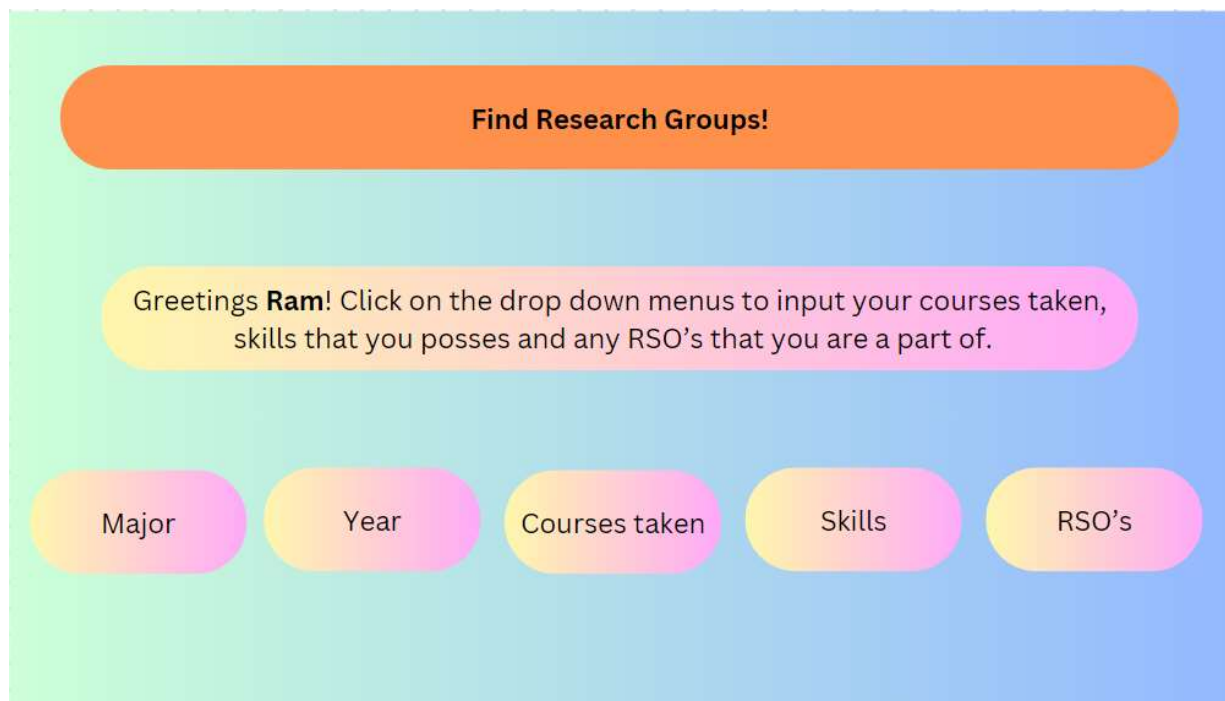 Find Research Groups!
Greetings Ram! Click on the drop down menus to input your courses taken,
skills that you posses and any RSO’s that you are a part of.
Major
Year
Courses taken
Skills
RSO’s